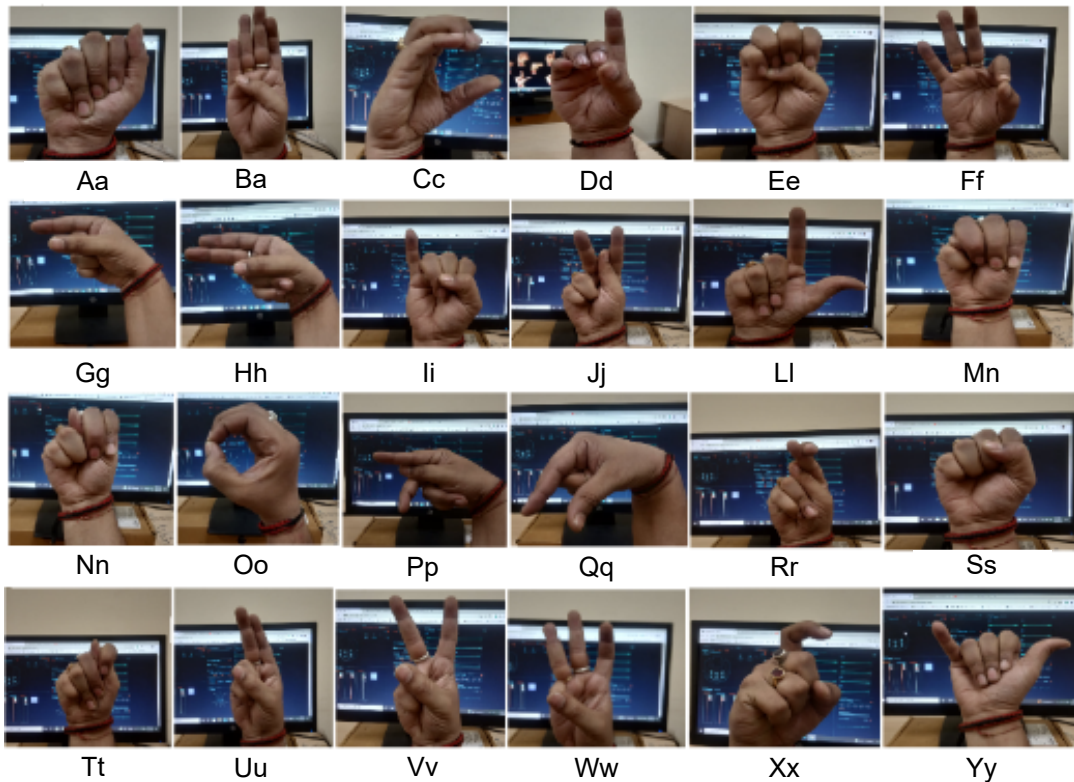 Aa Ba Cc Dd Ee Ff
Gg Hh Ii Jj Ll Mn
Nn Oo Pp Qq Rr Ss
Tt Uu Vv Ww Xx Yy